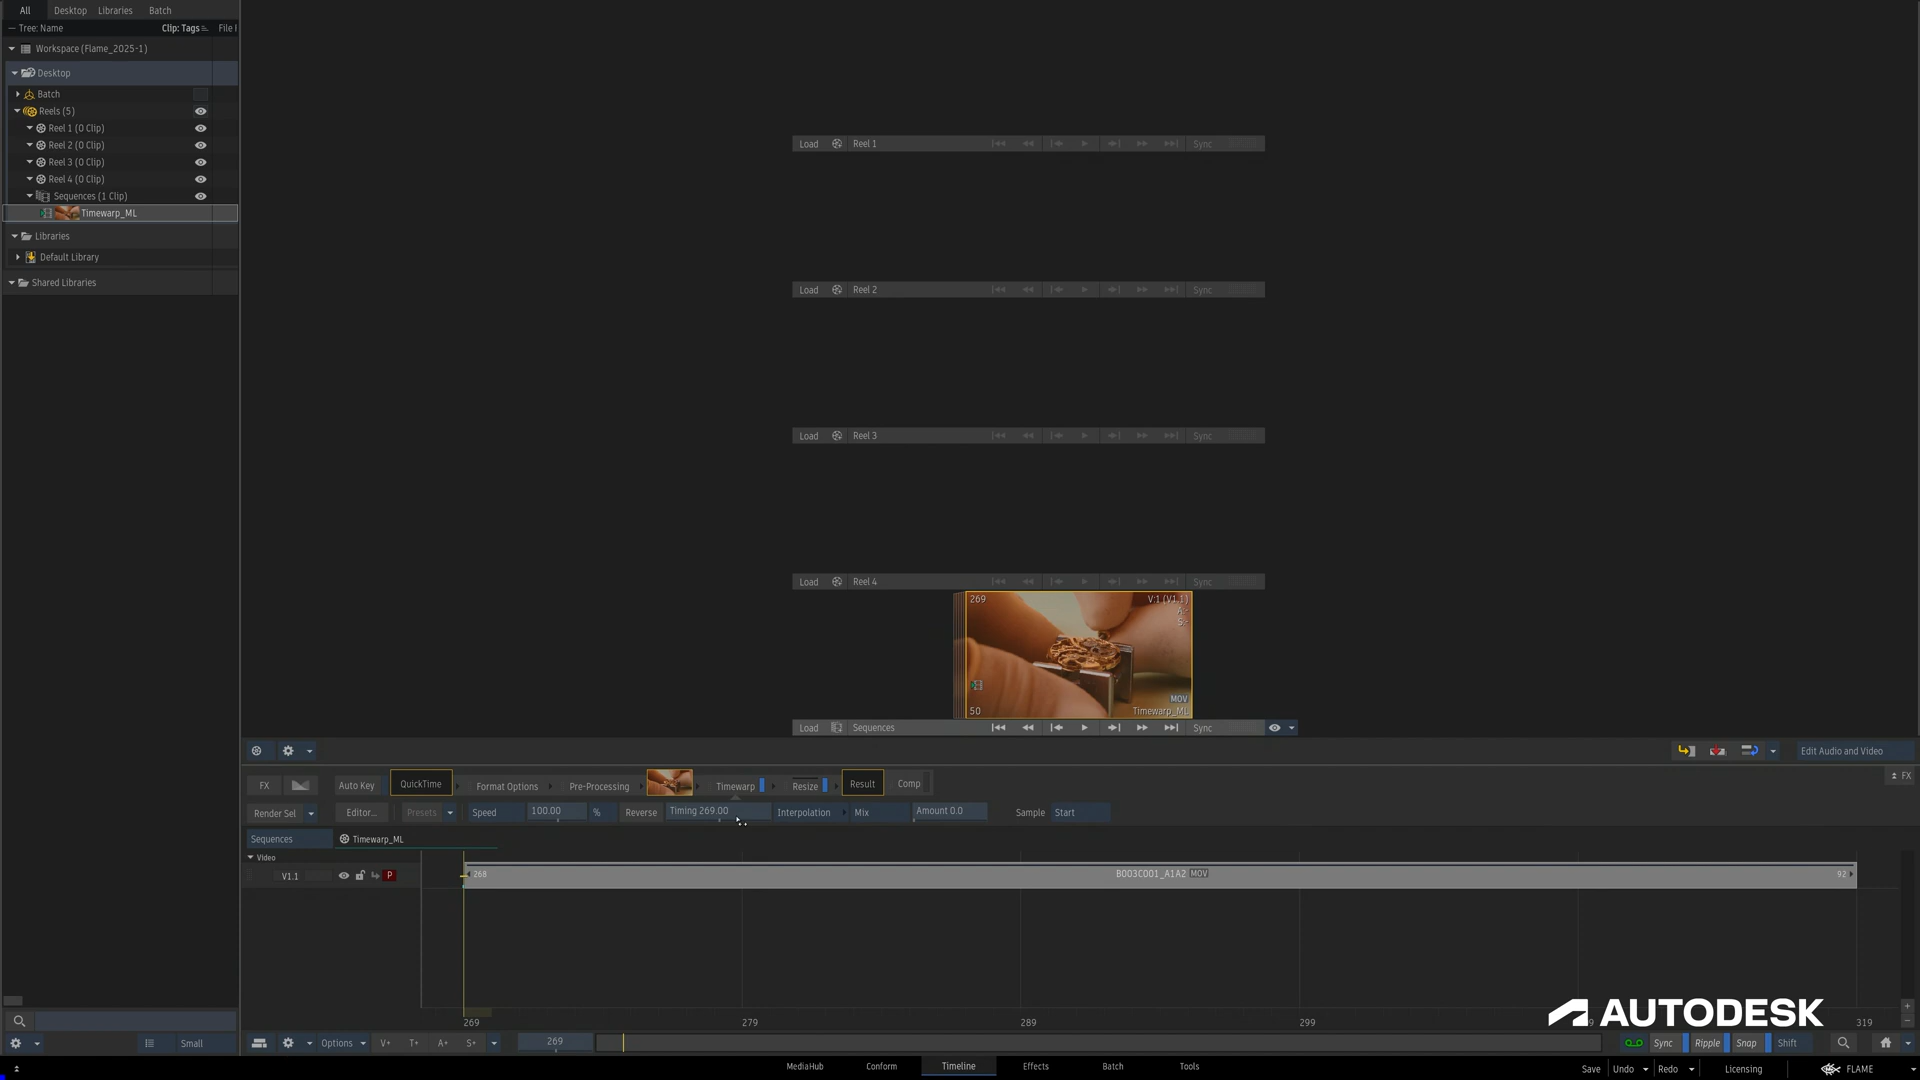 All Desktop Libraries Batch
Tree: Name Clip: Tags File
Workspace (Flame_2025-1)
Desktop
Batch
Reels (5)
Reel 1 (0 Clip)
Reel 2 (0 Clip)
Reel 3 (0 Clip)
Reel 4 (0 Clip)
Sequences (1 Clip)
Timewarp_ML
Libraries
Default Library
Shared Libraries
Load Reel 1 Sync
Load Reel 2 Sync
Load Reel 3 Sync
Load Reel 4 Sync
269 V:1 (V1.1)
A:-
S:-
MOV
50 Timewarp_ML
Load Sequences Sync
Edit Audio and Video
FX Auto Key QuickTime Format Options Pre-Processing Timewarp Resize Result Comp FX
Render Sel Editor... Presets Speed 100.00 % Reverse Timing 269.00 Interpolation Mix Amount 0.0 Sample Start
Sequences Timewarp_ML
Video
V1.1 P 268 B003C001_A1A2 MOV 92
269 279 289 299 319
AUTODESK
Small Options V+ T+ A+ S+ 269 Sync Ripple Snap Shift
MediaHub Conform Timeline Effects Batch Tools Save Undo Redo Licensing FLAME